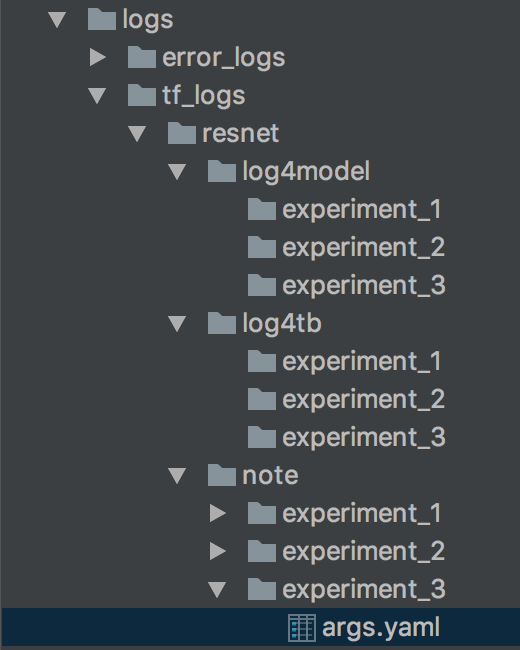 logs
error_logs
tf_logs
resnet
log4model
experiment_1
experiment_2
experiment_3
log4tb
experiment_1
experiment_2
experiment_3
note
experiment_1
experiment_2
experiment_3
args.yaml